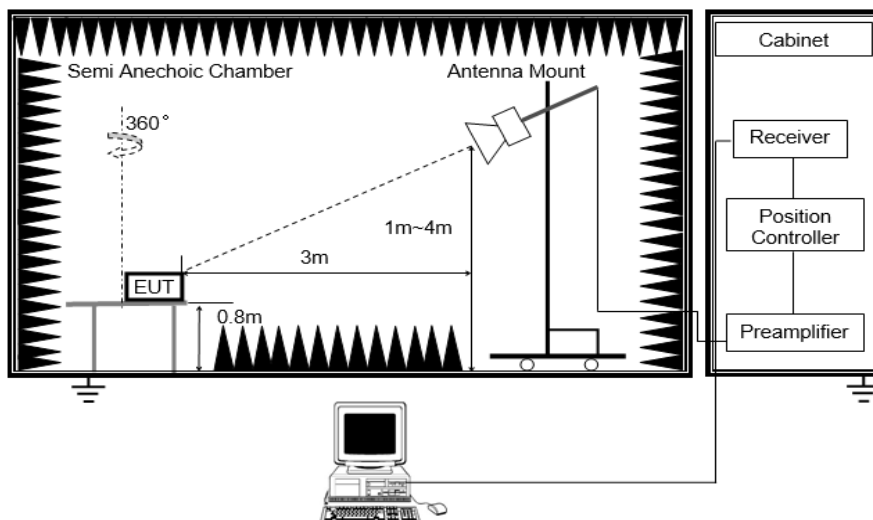 Cabinet
Semi Anechoic Chamber
Antenna Mount
360°
Receiver
1m~4m
Position
Controller
3m
EUT
0.8m
Preamplifier